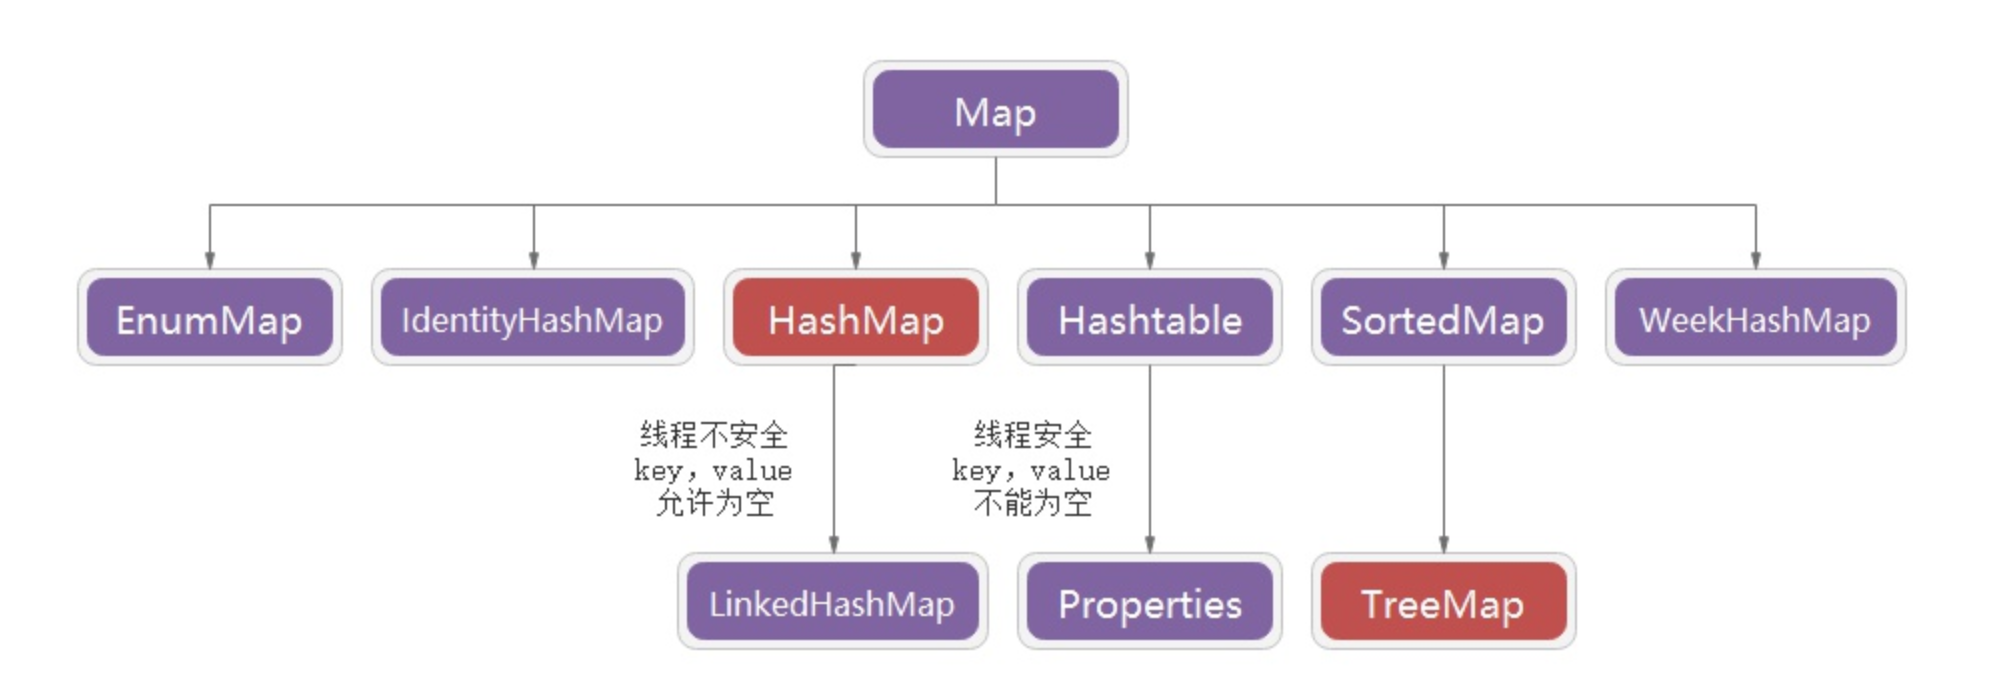 Map
EnumMap
IdentityHashMap
HashMap
Hashtable
SortedMap
WeekHashMap
线程不安全
key，value
允许为空
线程安全
key，value
不能为空
LinkedHashMap
Properties
TreeMap